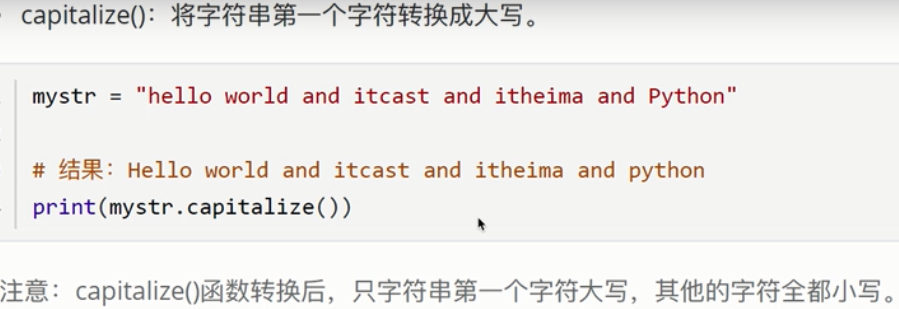 capitalize()：将字符串第一个字符转换成大写。
mystr = "hello world and itcast and itheima and Python"
# 结果：Hello world and itcast and itheima and python
print(mystr.capitalize())
注意：capitalize()函数转换后，只字符串第一个字符大写，其他的字符全都小写。